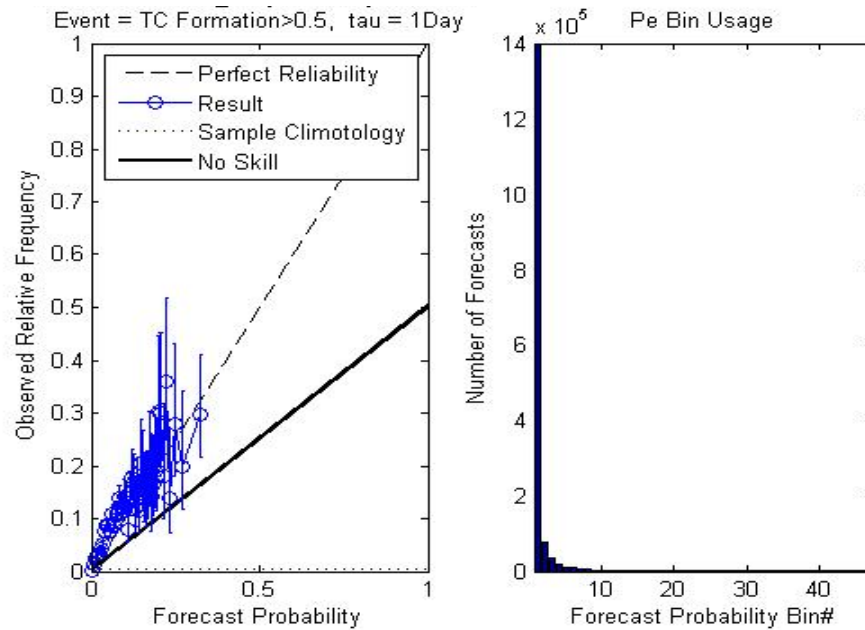 Event = TC Formation>0.5, tau = 1Day
1
0.9
0.8
0.7
0.6
0.5
0.4
0.3
0.2
0.1
0
Observed Relative Frequency
Perfect Reliability
Result
Sample Climotology
No Skill
0 0.5 1
Forecast Probability
Pe Bin Usage
x 10^5
14
12
10
8
6
4
2
0
Number of Forecasts
10 20 30 40
Forecast Probability Bin#